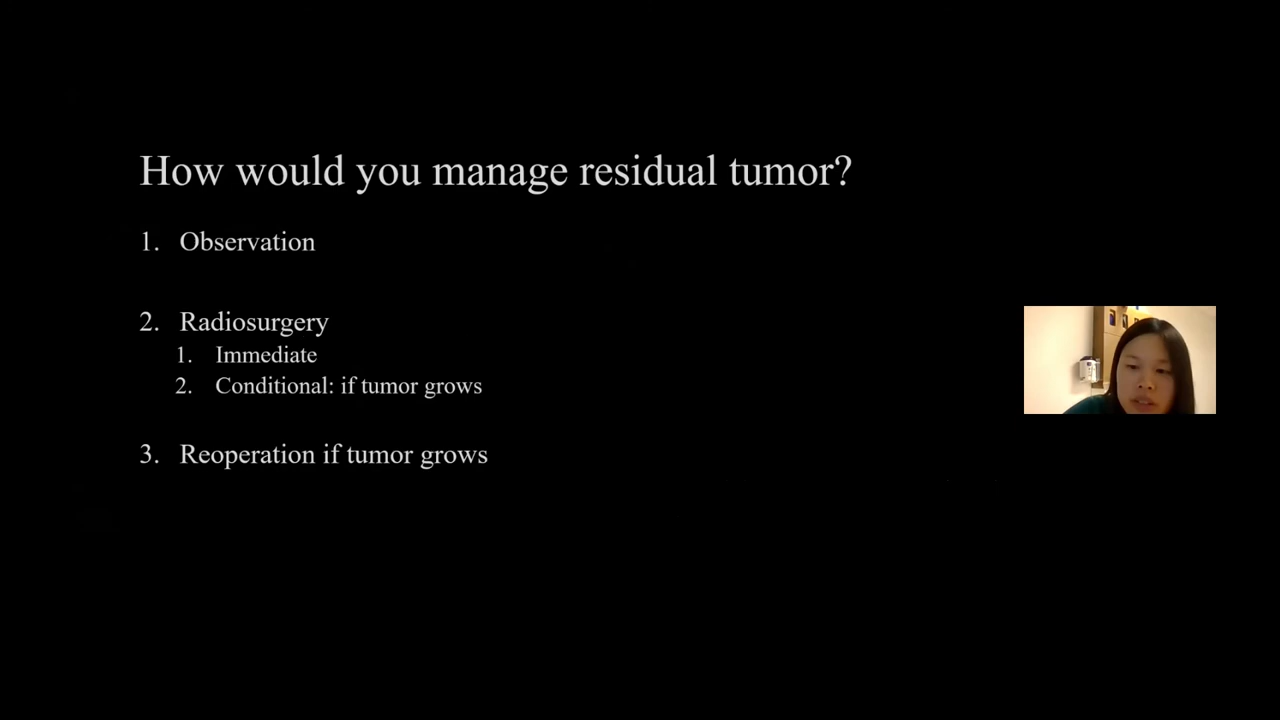 How would you manage residual tumor?
1. Observation
2. Radiosurgery
1. Immediate
2. Conditional: if tumor grows
3. Reoperation if tumor grows